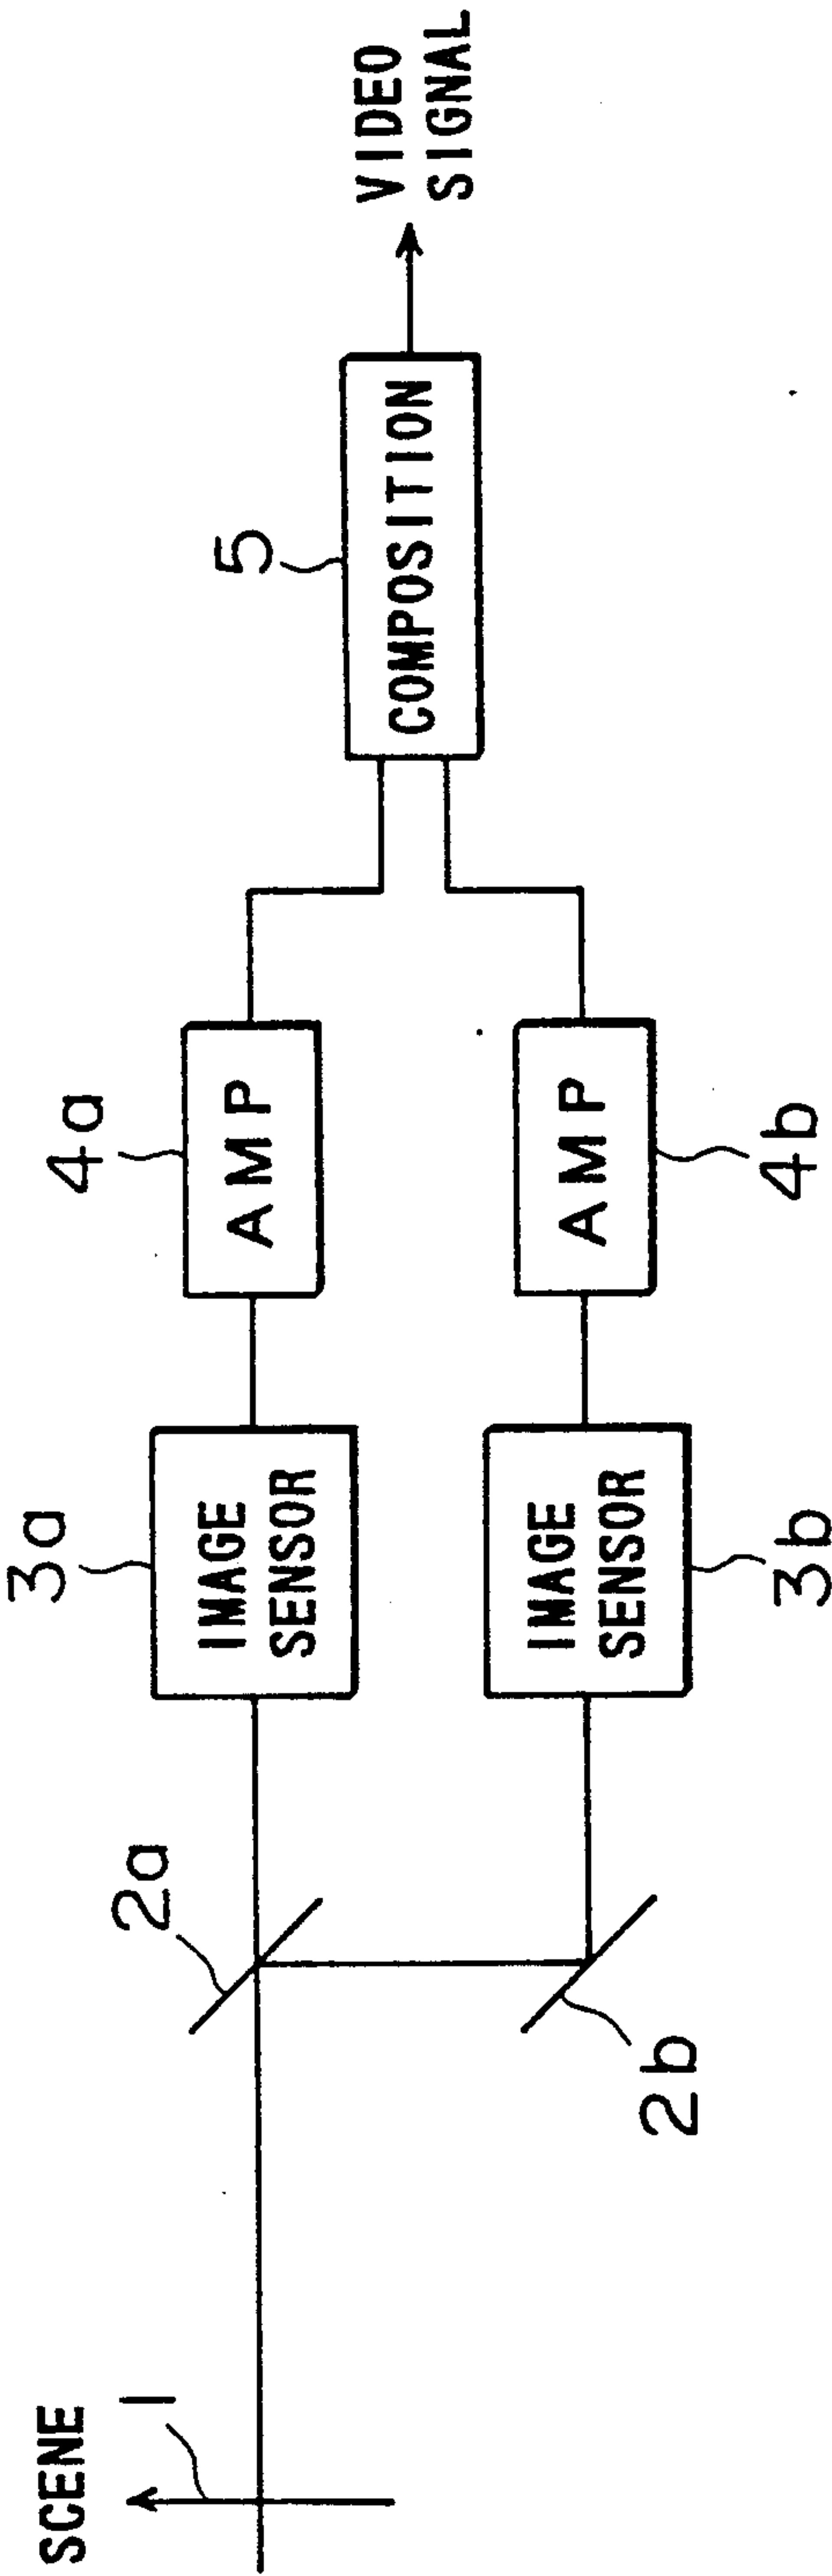 SCENE
1
2a
2b
3a
IMAGE
SENSOR
IMAGE
SENSOR
3b
4a
AMP
AMP
4b
5
COMPOSITION
VIDEO
SIGNAL